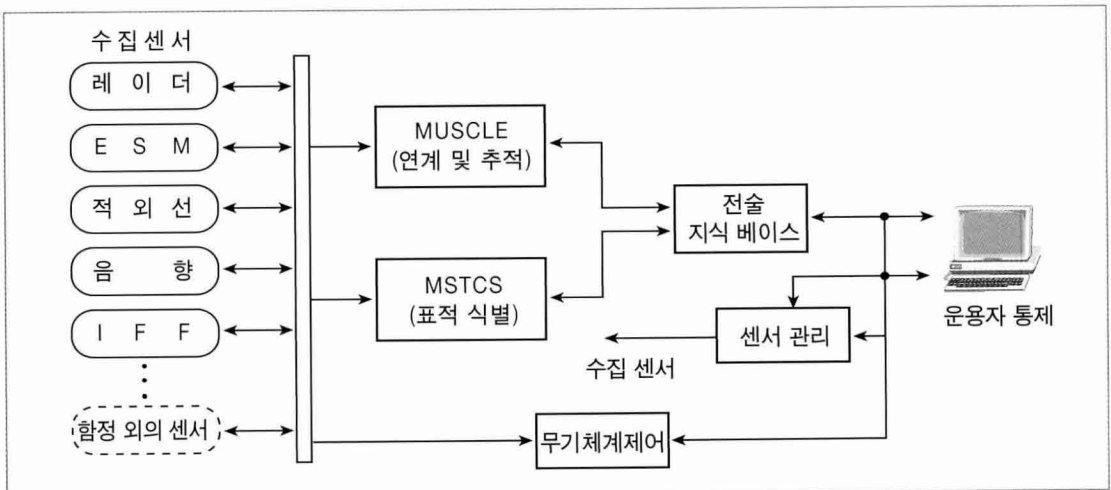 수집센서
레 이 더
E S M
적 외 선
음 향
I F F
함정 외의 센서
MUSCLE
(연계 및 추적)
MSTCS
(표적 식별)
전술
지식 베이스
센서 관리
수집 센서
무기체계제어
운용자 통제